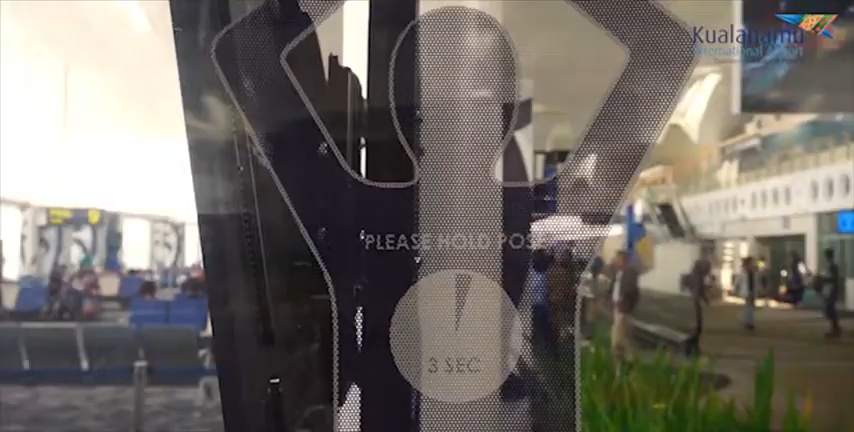 Kualanamu
International Airport
PLEASE HOLD POSE
3 SEC